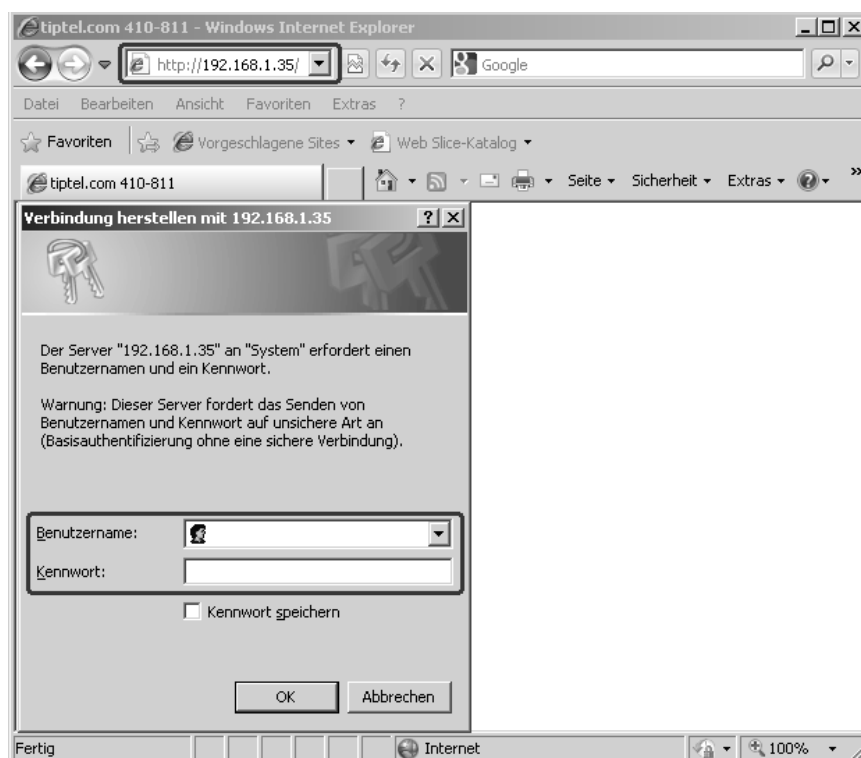 tiptel.com 410-811 - Windows Internet Explorer
http://192.168.1.35/
Google
Datei Bearbeiten Ansicht Favoriten Extras ?
Favoriten Vorgeschlagene Sites Web Slice-Katalog
tiptel.com 410-811 Seite Sicherheit Extras »
Verbindung herstellen mit 192.168.1.35
Der Server "192.168.1.35" an "System" erfordert einen
Benutzernamen und ein Kennwort.
Warnung: Dieser Server fordert das Senden von
Benutzernamen und Kennwort auf unsichere Art an
(Basisauthentifizierung ohne eine sichere Verbindung).
Benutzername:
Kennwort:
Kennwort speichern
OK Abbrechen
Fertig Internet 100%